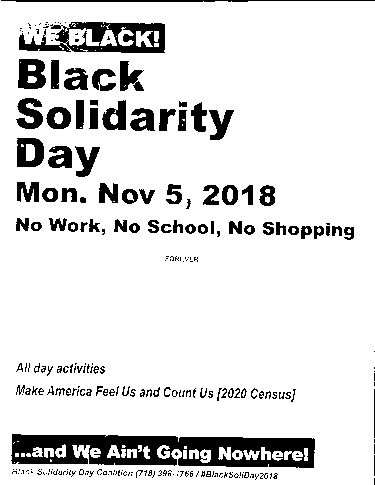 WE BLACK!
Black
Solidarity
Day
Mon. Nov 5, 2018
No Work, No School, No Shopping
FOREVER
All day activities
Make America Feel Us and Count Us [2020 Census]
...and We Ain't Going Nowhere!
Black Solidarity Day Coalition (718) #BlackSoliDay2018